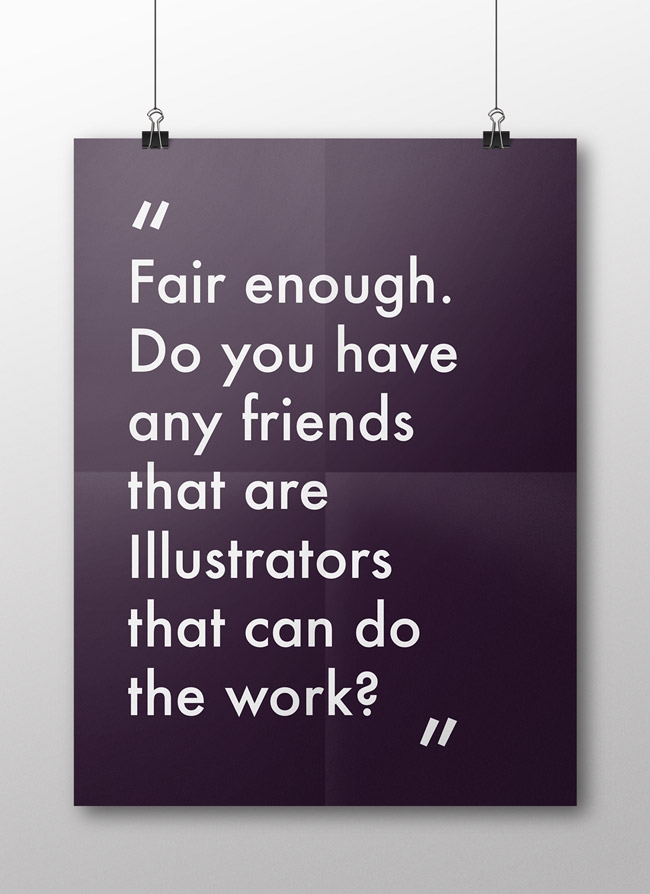 "
Fair enough.
Do you have
any friends
that are
Illustrators
that can do
the work?
"